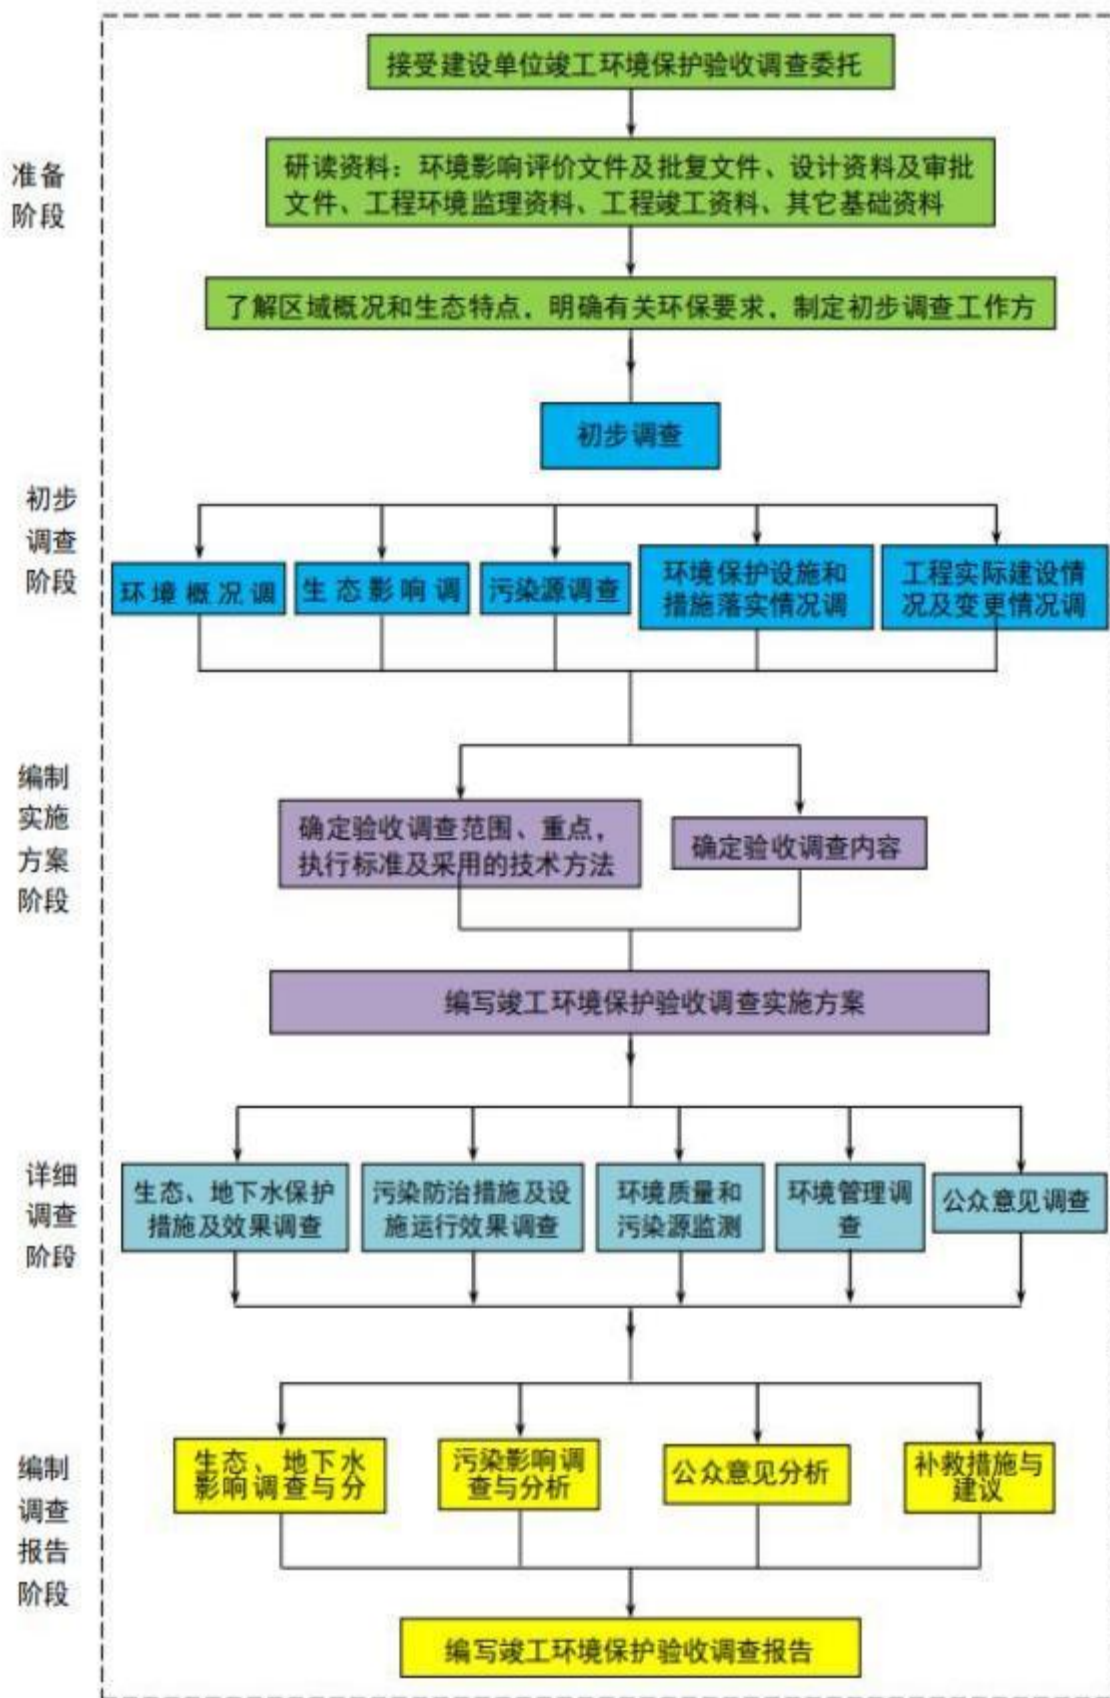 接受建设单位竣工环境保护验收调查委托
准备
阶段
研读资料：环境影响评价文件及批复文件、设计资料及审批
文件、工程环境监理资料、工程竣工资料、其它基础资料
了解区域概况和生态特点，明确有关环保要求，制定初步调查工作方
初步调查
初步
调查
阶段
环境概况调
生态影响调
污染源调查
环境保护设施和
措施落实情况调
工程实际建设情
况及变更情况调
编制
实施
方案
阶段
确定验收调查范围、重点，
执行标准及采用的技术方法
确定验收调查内容
编写竣工环境保护验收调查实施方案
详细
调查
阶段
生态、地下水保护
措施及效果调查
污染防治措施及设
施运行效果调查
环境质量和
污染源监测
环境管理调
查
公众意见调查
编制
调查
报告
阶段
生态、地下水
影响调查与分
污染影响调
查与分析
公众意见分析
补救措施与
建议
编写竣工环境保护验收调查报告